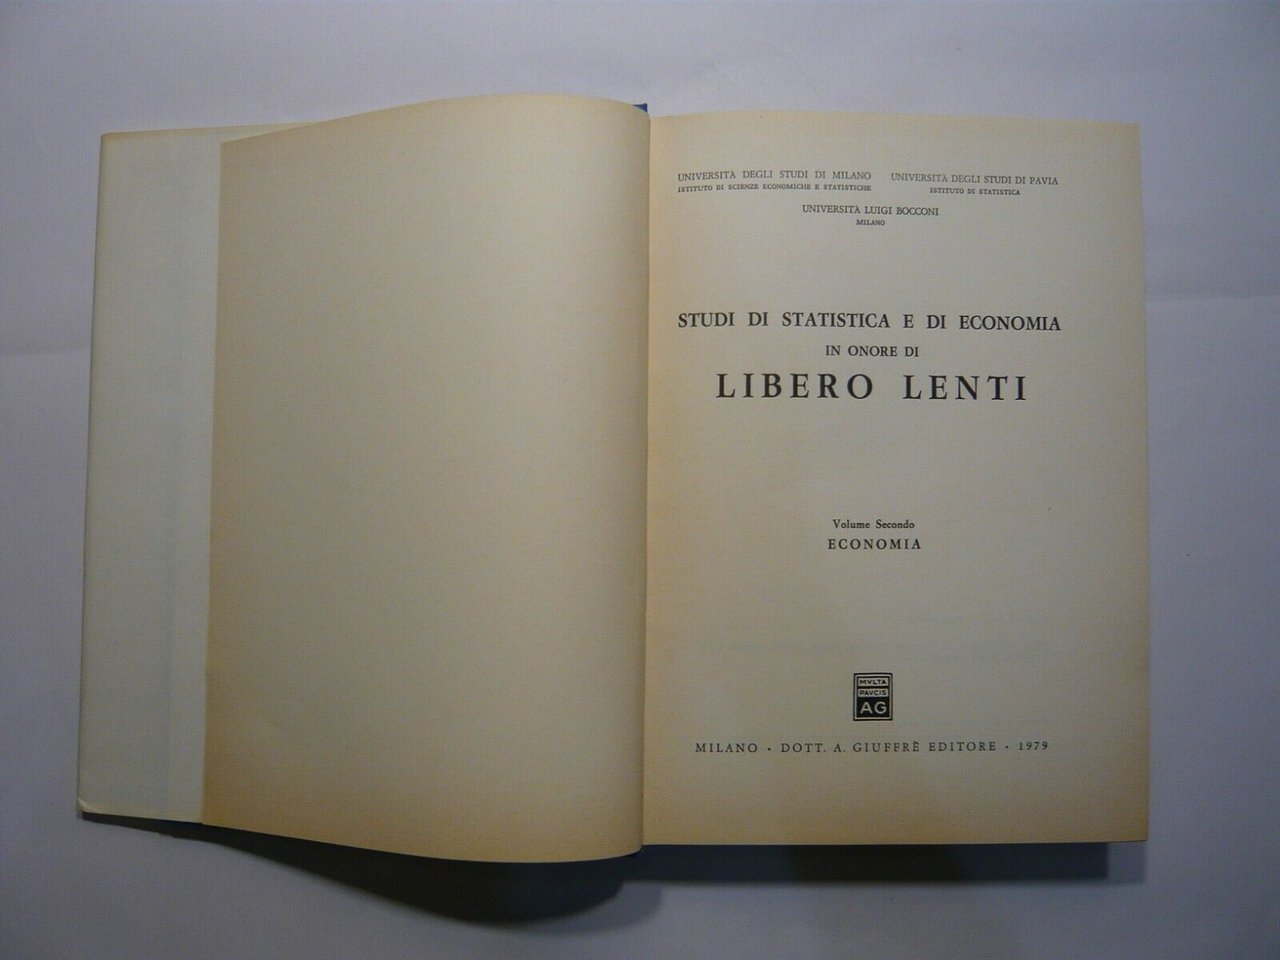 UNIVERSITÀ DEGLI STUDI DI MILANO
ISTITUTO DI SCIENZE ECONOMICHE E STATISTICHE
UNIVERSITÀ DEGLI STUDI DI PAVIA
ISTITUTO DI STATISTICA
UNIVERSITÀ LUIGI BOCCONI
MILANO
STUDI DI STATISTICA E DI ECONOMIA
IN ONORE DI
LIBERO LENTI
Volume Secondo
ECONOMIA
MVLTA
PAVCIS
AG
MILANO · DOTT. A. GIUFFRÈ EDITORE · 1979